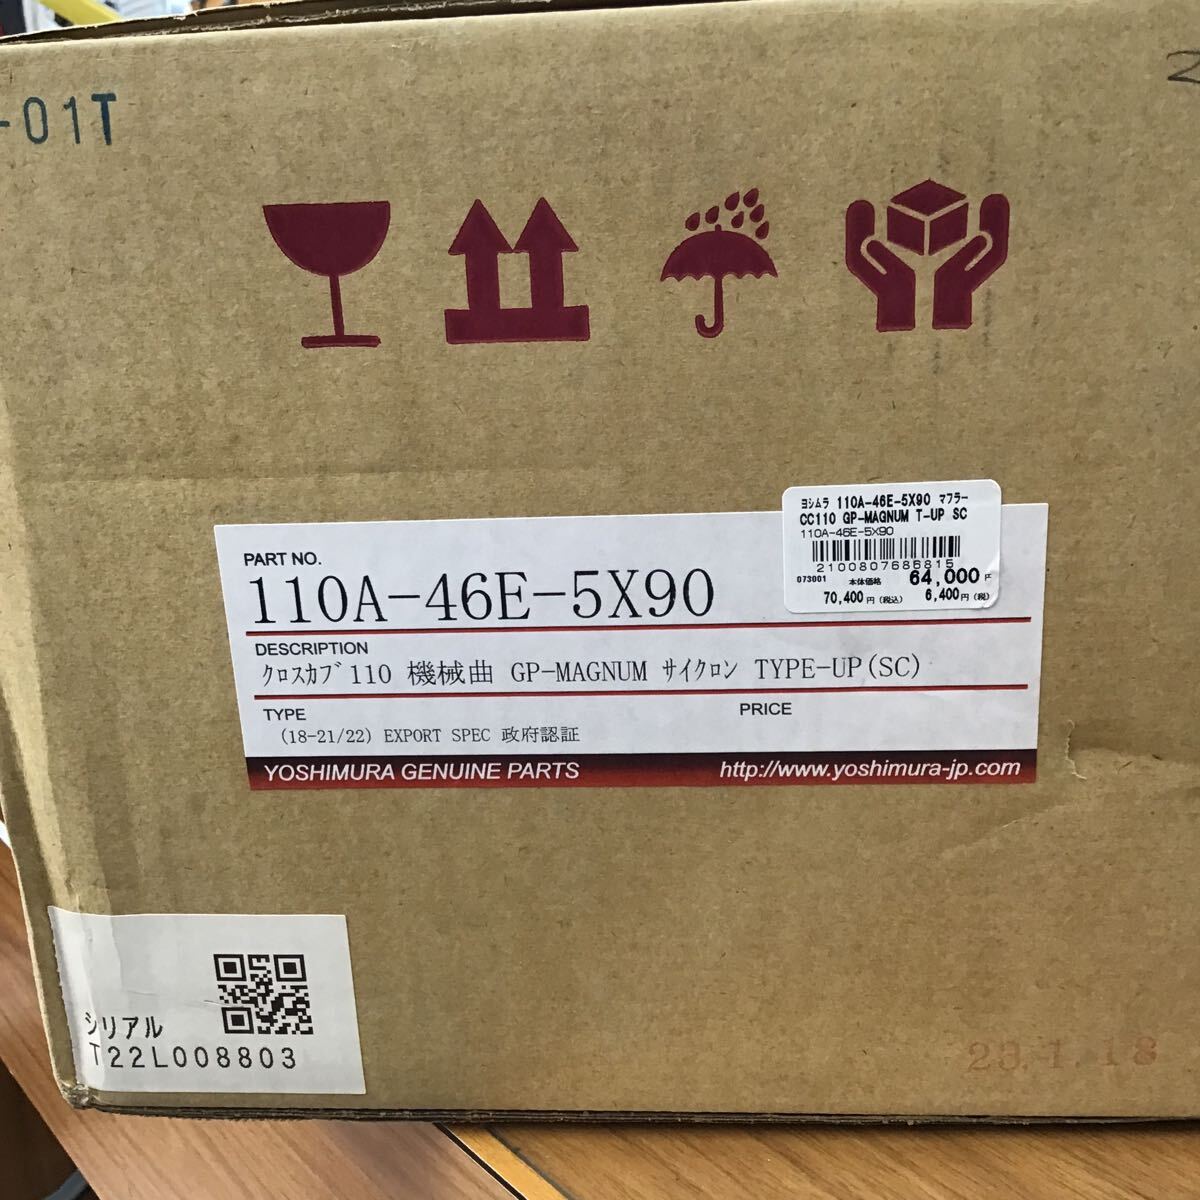 -01T
ヨシムラ 110A-46E-5X90 マフラー
CC110 GP-MAGNUM T-UP SC
110A-46E-5X90
2100807686815
073001 本体価格 64,000円
70,400円(税込) 6,400円(税)
PART NO.
110A-46E-5X90
DESCRIPTION
クロスカブ110 機械曲 GP-MAGNUM サイクロン TYPE-UP(SC)
TYPE
PRICE
(18-21/22) EXPORT SPEC 政府認証
YOSHIMURA GENUINE PARTS
http://www.yoshimura-jp.com
シリアル
T22L008803
23.1.18